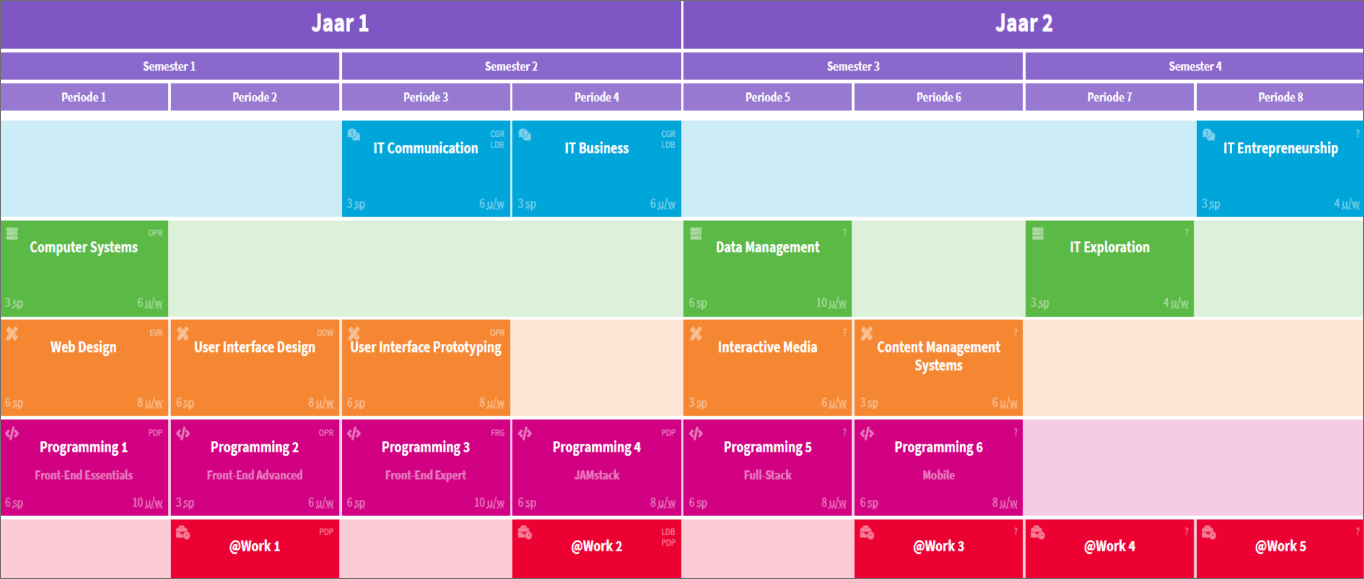 Jaar 1
Jaar 2
Semester 1
Semester 2
Semester 3
Semester 4
Periode 1
Periode 2
Periode 3
Periode 4
Periode 5
Periode 6
Periode 7
Periode 8
IT Communication
CGR
LDB
3 sp
6 u/w
IT Business
CGR
LDB
3 sp
6 u/w
IT Entrepreneurship
?
3 sp
4 u/w
Computer Systems
OPR
3 sp
6 u/w
Data Management
?
6 sp
10 u/w
IT Exploration
?
3 sp
4 u/w
Web Design
EVR
6 sp
8 u/w
User Interface Design
DDW
6 sp
8 u/w
User Interface Prototyping
OPR
6 sp
8 u/w
Interactive Media
?
3 sp
6 u/w
Content Management
Systems
?
3 sp
6 u/w
Programming 1
PDP
Front-End Essentials
6 sp
10 u/w
Programming 2
OPR
Front-End Advanced
3 sp
6 u/w
Programming 3
FRG
Front-End Expert
6 sp
10 u/w
Programming 4
PDP
JAMstack
6 sp
8 u/w
Programming 5
?
Full-Stack
6 sp
8 u/w
Programming 6
?
Mobile
6 sp
8 u/w
@Work 1
PDP
@Work 2
LDB
PDP
@Work 3
?
@Work 4
?
@Work 5
?